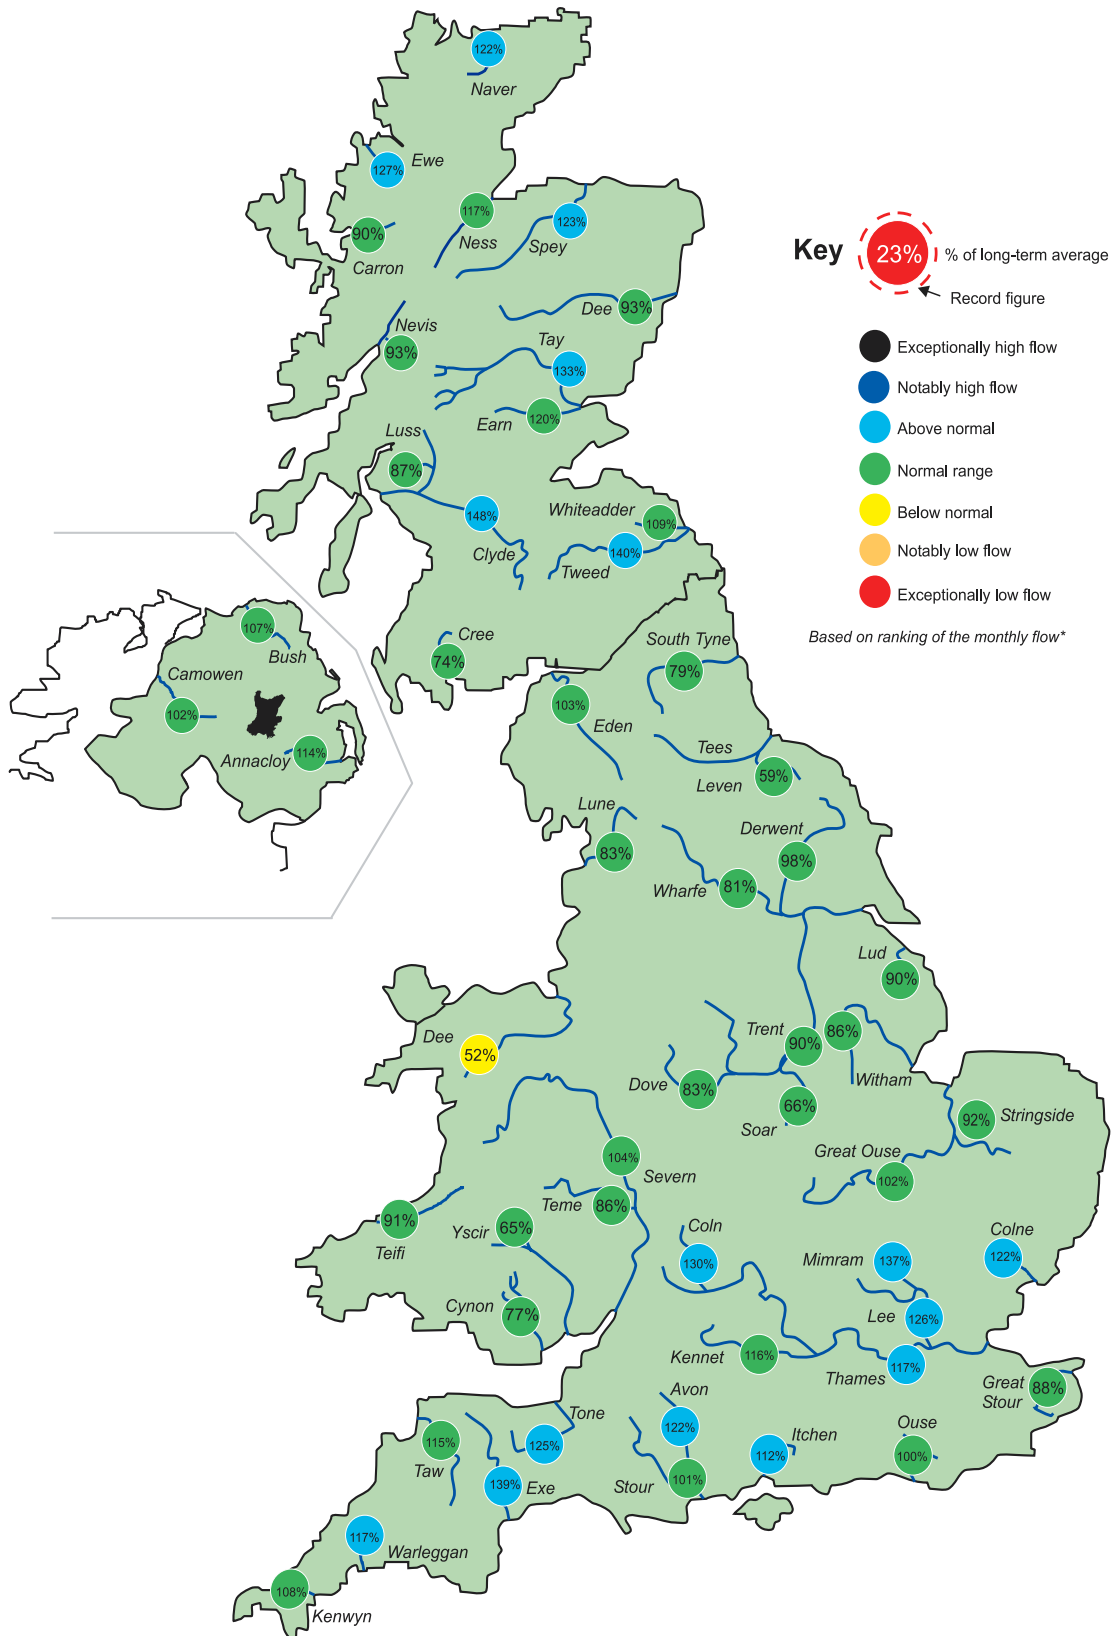 122%
Naver
127%
Ewe
117%
Ness
123%
Spey
90%
Carron
Key
23%
% of long-term average
Record figure
Exceptionally high flow
Notably high flow
Above normal
Normal range
Below normal
Notably low flow
Exceptionally low flow
Based on ranking of the monthly flow*
Dee
93%
Nevis
93%
Tay
133%
Earn
120%
Luss
87%
148%
Clyde
Whiteadder
109%
140%
Tweed
Cree
74%
South Tyne
79%
107%
Bush
Camowen
102%
Annacloy
114%
103%
Eden
Tees
Leven
59%
Lune
83%
Derwent
98%
Wharfe
81%
Lud
90%
Dee
52%
Trent
90%
86%
Witham
Dove
83%
66%
Soar
92%
Stringside
Great Ouse
102%
104%
Severn
Teme
86%
91%
Teifi
Yscir
65%
Cynon
77%
Coln
130%
Mimram
137%
Colne
122%
Lee
126%
Kennet
116%
Thames
117%
Great
Stour
88%
Avon
122%
Itchen
112%
Ouse
100%
Stour
101%
Tone
125%
115%
Taw
139%
Exe
117%
Warleggan
108%
Kenwyn